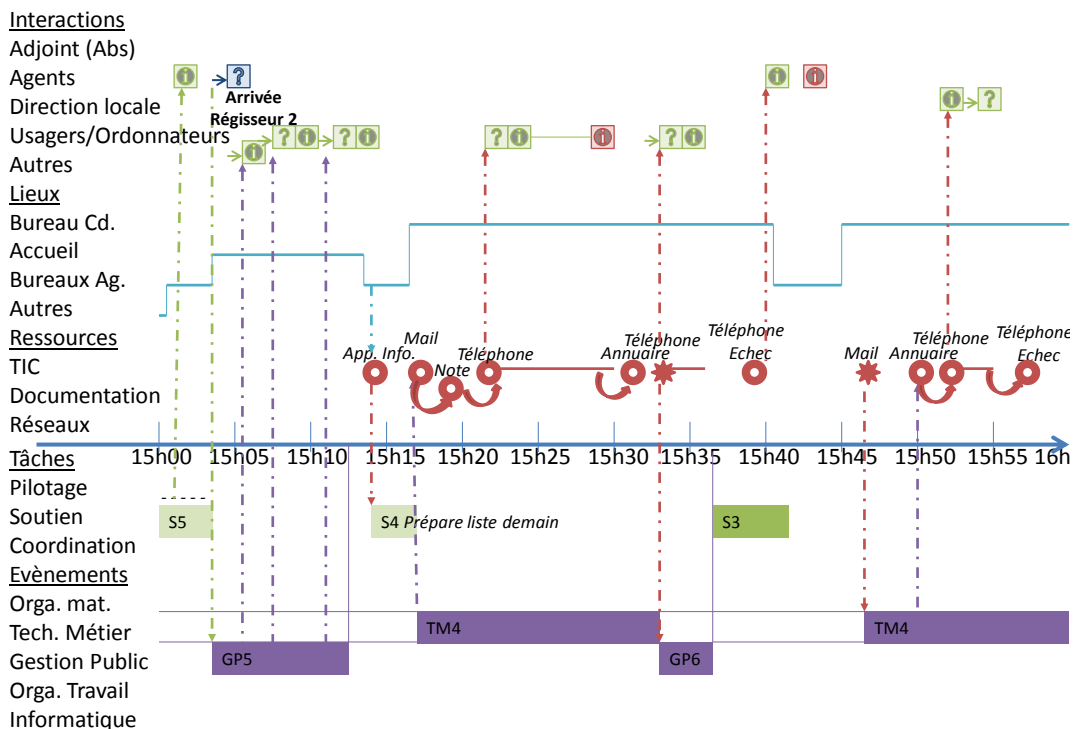 Interactions
Adjoint (Abs)
Agents
Arrivée
Direction locale
Régisseur 2
Usagers/Ordonnateurs
Autres
Lieux
Bureau Cd.
Accueil
Bureaux Ag.
Autres
Ressources
Mail
Téléphone
Téléphone
Téléphone
App. Info.
Téléphone
Annuaire
Echec
Mail
Annuaire
Echec
TIC
Note
Documentation
Réseaux
15h00 15h05 15h10 15h15 15h20 15h25 15h30 15h35 15h40 15h45 15h50 15h55 16h
Tâches
Pilotage
Soutien
S5
S4 Prépare liste demain
S3
Coordination
Evènements
Orga. mat.
Tech. Métier
TM4
TM4
Gestion Public
GP5
GP6
Orga. Travail
Informatique